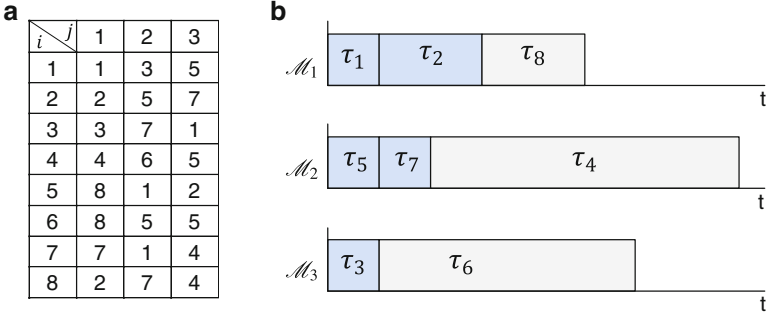 a
i j 1 2 3
1 1 3 5
2 2 5 7
3 3 7 1
4 4 6 5
5 8 1 2
6 8 5 5
7 7 1 4
8 2 7 4
b
ℳ₁ τ₁ τ₂ τ₈
t
ℳ₂ τ₅ τ₇ τ₄
t
ℳ₃ τ₃ τ₆
t